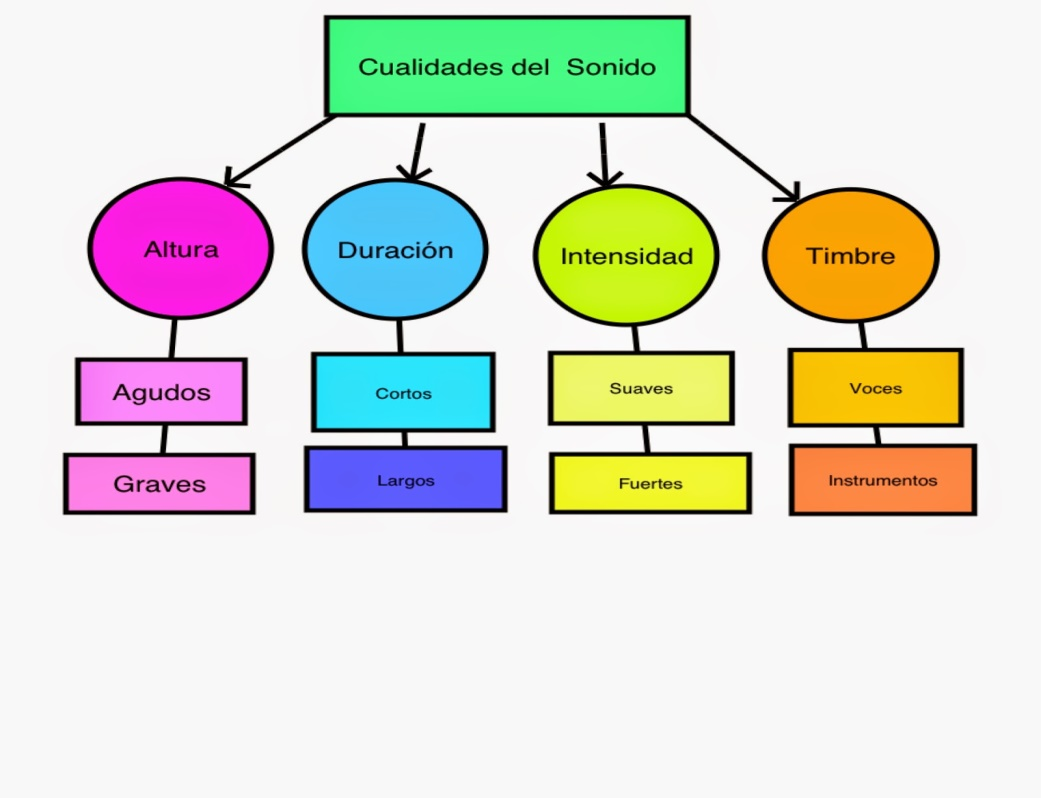 Cualidades del  Sonido
Altura
Duración
Intensidad
Timbre
Agudos
Cortos
Suaves
Voces
Graves
Largos
Fuertes
Instrumentos